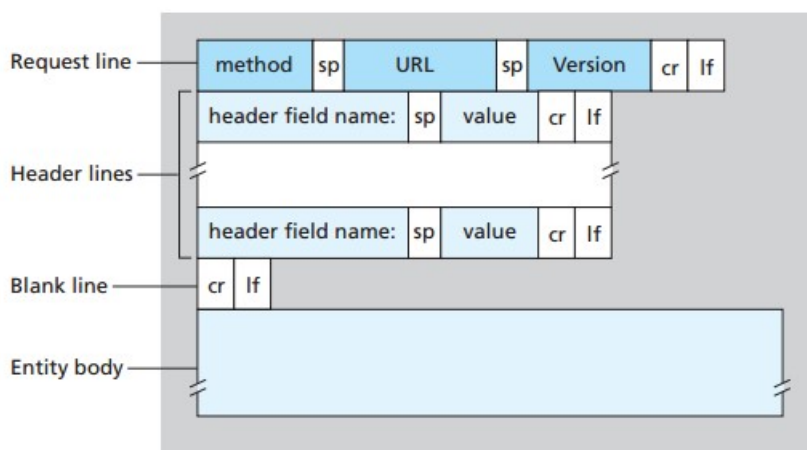 Request line method sp URL sp Version cr lf
header field name: sp value cr lf
Header lines
header field name: sp value cr lf
Blank line cr lf
Entity body